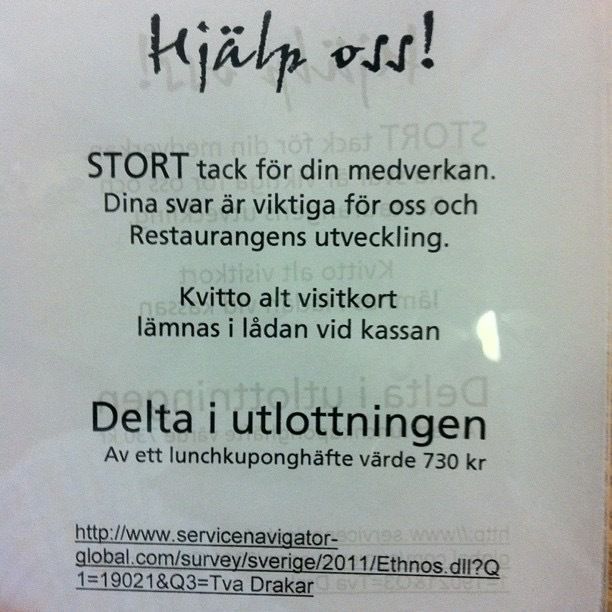 Hjälp oss!
STORT tack för din medverkan.
Dina svar är viktiga för oss och
Restaurangens utveckling.
Kvitto alt visitkort
lämnas i lådan vid kassan
Delta i utlottningen
Av ett lunchkuponghäfte värde 730 kr
http://www.servicenavigator-
global.com/survey/sverige/2011/Ethnos.dll?Q
1=19021&Q3=Tva Drakar